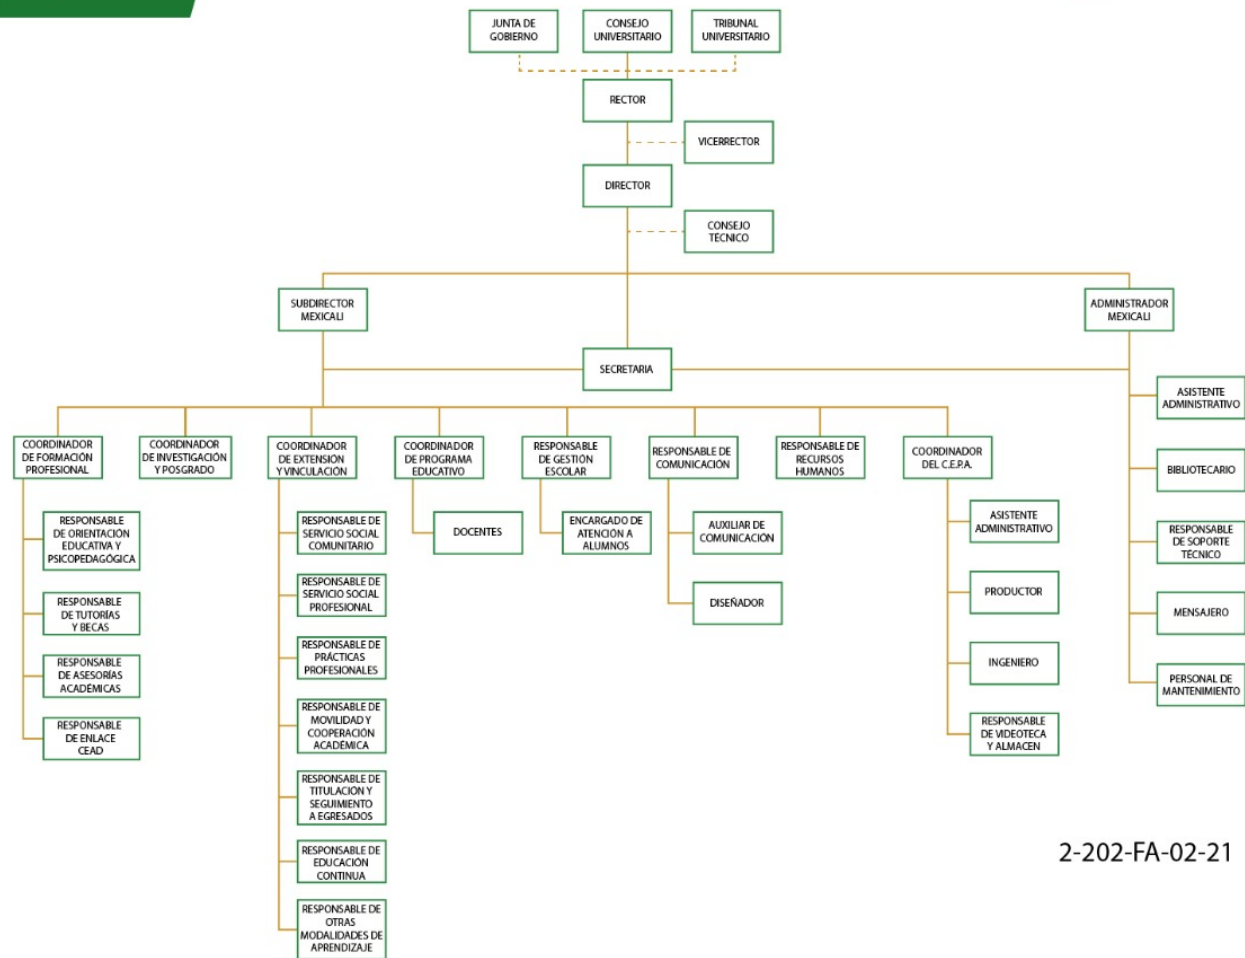 JUNTA DE
GOBIERNO
CONSEJO
UNIVERSITARIO
TRIBUNAL
UNIVERSITARIO
RECTOR
VICERRECTOR
DIRECTOR
CONSEJO
TÉCNICO
SUBDIRECTOR
MEXICALI
ADMINISTRADOR
MEXICALI
SECRETARIA
COORDINADOR
DE FORMACIÓN
PROFESIONAL
COORDINADOR
DE INVESTIGACIÓN
Y POSGRADO
COORDINADOR
DE EXTENSIÓN
Y VINCULACIÓN
COORDINADOR
DE PROGRAMA
EDUCATIVO
RESPONSABLE
DE GESTIÓN
ESCOLAR
RESPONSABLE
DE COMUNICACIÓN
RESPONSABLE DE
RECURSOS
HUMANOS
COORDINADOR
DEL C.E.P.A.
RESPONSABLE
DE ORIENTACIÓN
EDUCATIVA Y
PSICOPEDAGÓGICA
RESPONSABLE
DE TUTORÍAS
Y BECAS
RESPONSABLE
DE ASESORÍAS
ACADÉMICAS
RESPONSABLE
DE ENLACE
CEAD
RESPONSABLE DE
SERVICIO SOCIAL
COMUNITARIO
RESPONSABLE DE
SERVICIO SOCIAL
PROFESIONAL
RESPONSABLE DE
PRÁCTICAS
PROFESIONALES
RESPONSABLE DE
MOVILIDAD Y
COOPERACIÓN
ACADÉMICA
RESPONSABLE DE
TITULACIÓN Y
SEGUIMIENTO
A EGRESADOS
RESPONSABLE DE
EDUCACIÓN
CONTINUA
RESPONSABLE DE
OTRAS
MODALIDADES DE
APRENDIZAJE
DOCENTES
ENCARGADO DE
ATENCIÓN A
ALUMNOS
AUXILIAR DE
COMUNICACIÓN
DISEÑADOR
ASISTENTE
ADMINISTRATIVO
PRODUCTOR
INGENIERO
RESPONSABLE
DE VIDEOTECA
Y ALMACEN
ASISTENTE
ADMINISTRATIVO
BIBLIOTECARIO
RESPONSABLE
DE SOPORTE
TÉCNICO
MENSAJERO
PERSONAL DE
MANTENIMIENTO
2-202-FA-02-21